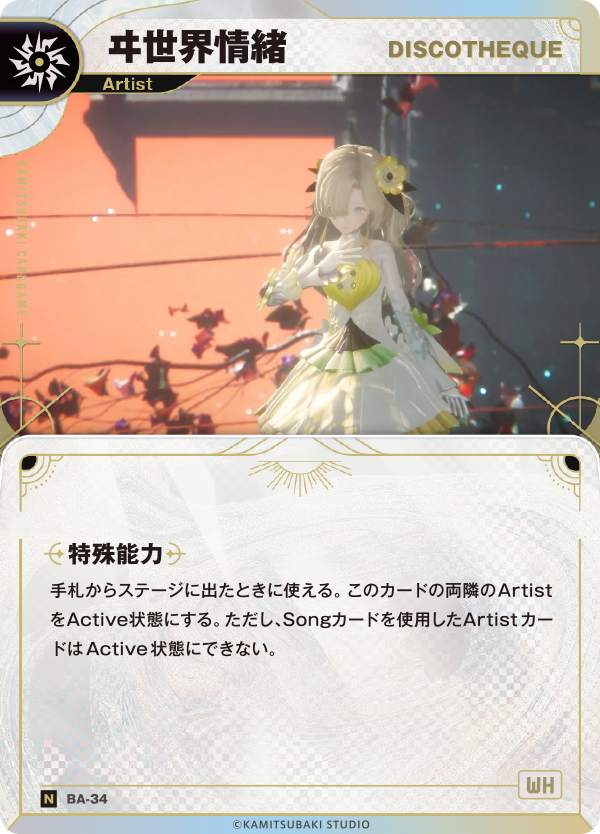 ヰ世界情緒
DISCOTHEQUE
Artist
KAMITSUBAKI CARD GAME
特殊能力
手札からステージに出たときに使える。このカードの両隣のArtist
をActive状態にする。ただし、Songカードを使用したArtistカー
ドはActive状態にできない。
N BA-34
WH
©KAMITSUBAKI STUDIO